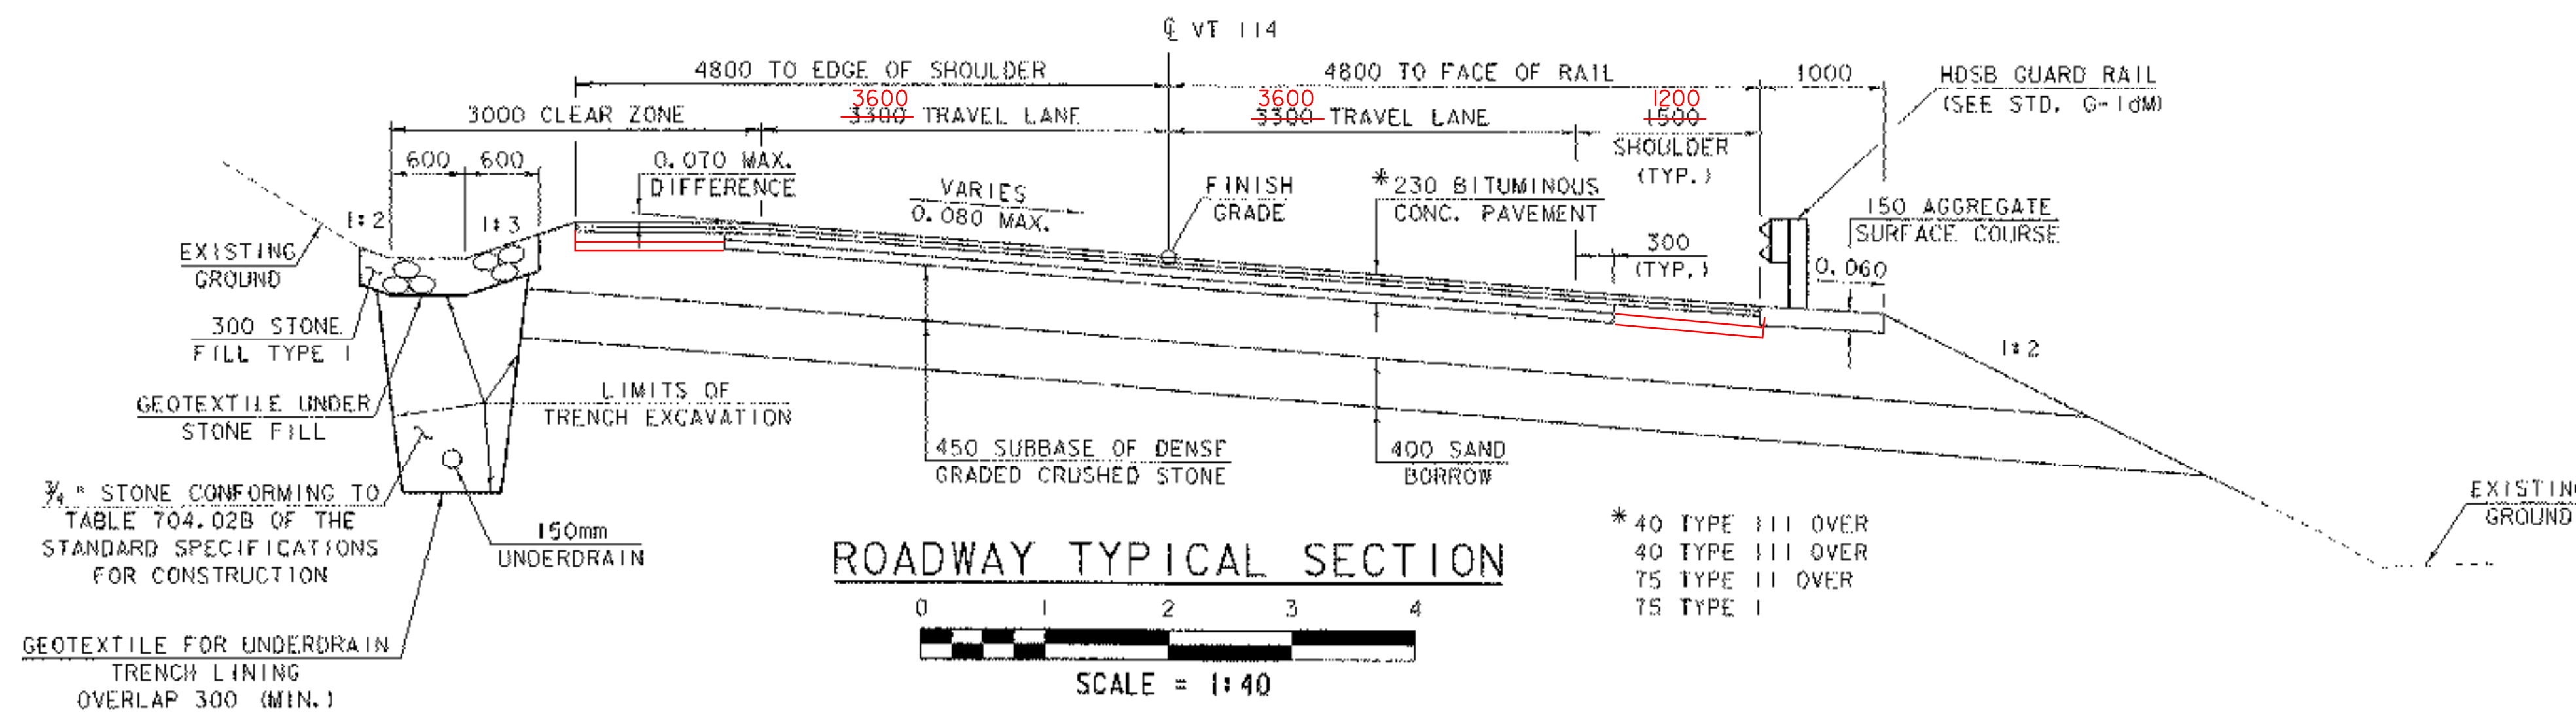 ℄ VT 114
4800 TO EDGE OF SHOULDER
4800 TO FACE OF RAIL
1000
HDSB GUARD RAIL
(SEE STD. G-1dM)
3600
3600
1200
3000 CLEAR ZONE
3300 TRAVEL LANE
3300 TRAVEL LANE
1500
SHOULDER
(TYP.)
600
600
0.070 MAX.
DIFFERENCE
VARIES
0.080 MAX.
FINISH
GRADE
*230 BITUMINOUS
CONC. PAVEMENT
150 AGGREGATE
SURFACE COURSE
1:2
1:3
300
(TYP.)
0.060
EXISTING
GROUND
300 STONE
FILL TYPE I
1:2
LIMITS OF
TRENCH EXCAVATION
GEOTEXTILE UNDER
STONE FILL
450 SUBBASE OF DENSE
GRADED CRUSHED STONE
400 SAND
BORROW
3/4" STONE CONFORMING TO
TABLE 704.02B OF THE
STANDARD SPECIFICATIONS
FOR CONSTRUCTION
150mm
UNDERDRAIN
EXISTING
GROUND
ROADWAY TYPICAL SECTION
* 40 TYPE III OVER
40 TYPE III OVER
75 TYPE II OVER
75 TYPE I
0 1 2 3 4
SCALE = 1:40
GEOTEXTILE FOR UNDERDRAIN
TRENCH LINING
OVERLAP 300 (MIN.)